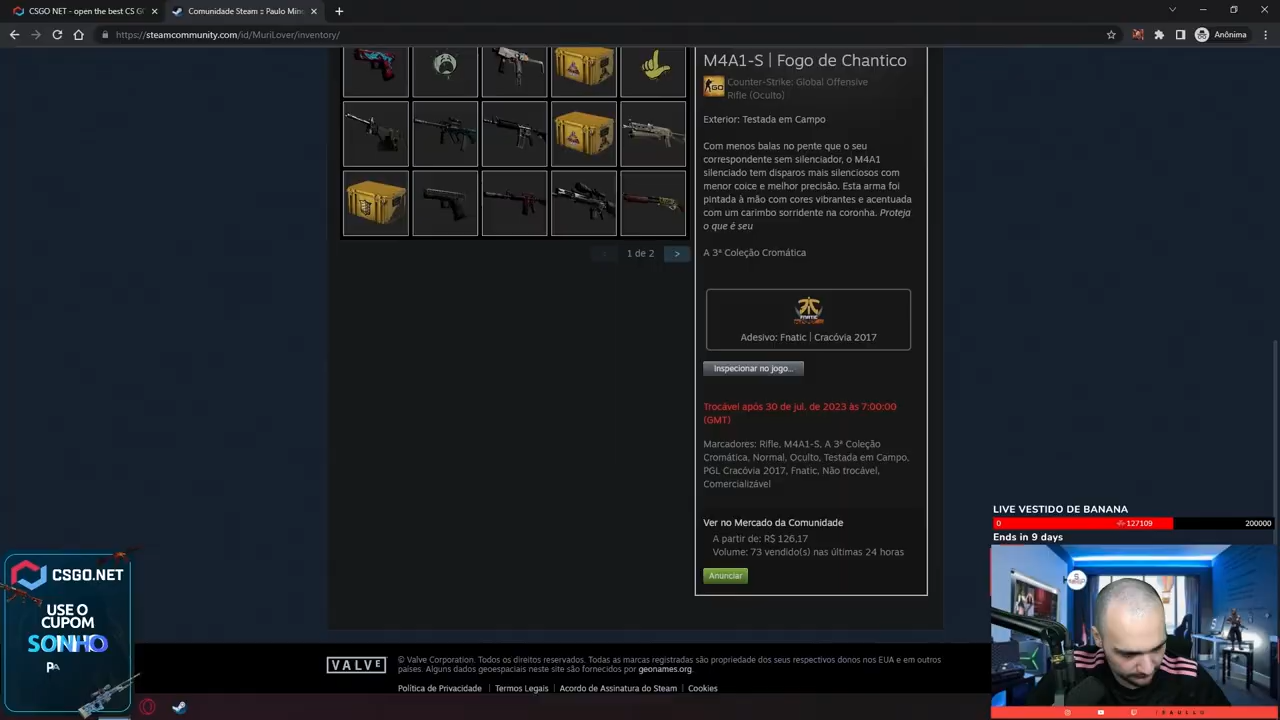 CSGO NET - open the best CS G
Comunidade Steam :: Paulo Min
https://steamcommunity.com/id/MuriLover/inventory/
Anônima
M4A1-S | Fogo de Chantico
Counter-Strike: Global Offensive
Rifle (Oculto)
Exterior: Testada em Campo
Com menos balas no pente que o seu
correspondente sem silenciador, o M4A1
silenciado tem disparos mais silenciosos com
menor coice e melhor precisão. Esta arma foi
pintada à mão com cores vibrantes e acentuada
com um carimbo sorridente na coronha. Proteja
o que é seu
A 3ª Coleção Cromática
1 de 2
>
FNATIC
Adesivo: Fnatic | Cracóvia 2017
Inspecionar no jogo...
Trocável após 30 de jul. de 2023 às 7:00:00
(GMT)
Marcadores: Rifle, M4A1-S, A 3ª Coleção
Cromática, Normal, Oculto, Testada em Campo,
PGL Cracóvia 2017, Fnatic, Não trocável,
Comercializável
Ver no Mercado da Comunidade
A partir de: R$ 126,17
Volume: 73 vendido(s) nas últimas 24 horas
Anunciar
LIVE VESTIDO DE BANANA
0 127109 200000
Ends in 9 days
CSGO.NET
USE O
CUPOM
SONHO
VALVE
© Valve Corporation. Todos os direitos reservados. Todas as marcas registradas são propriedade dos seus respectivos donos nos EUA e em outros
países. Alguns dados geoespaciais neste site são fornecidos por geonames.org.
Política de Privacidade | Termos Legais | Acordo de Assinatura do Steam | Cookies